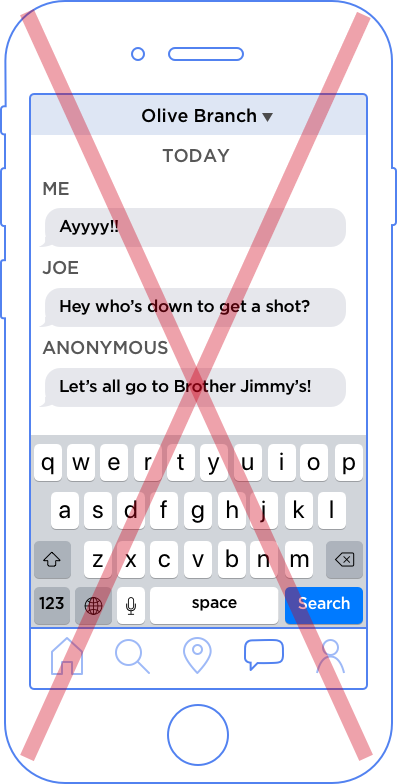 Olive Branch ▼
TODAY
ME
Ayyyy!!
JOE
Hey who's down to get a shot?
ANONYMOUS
Let's all go to Brother Jimmy's!
q w e r t y u i o p
a s d f g h j k l
z x c v b n m
123 space Search